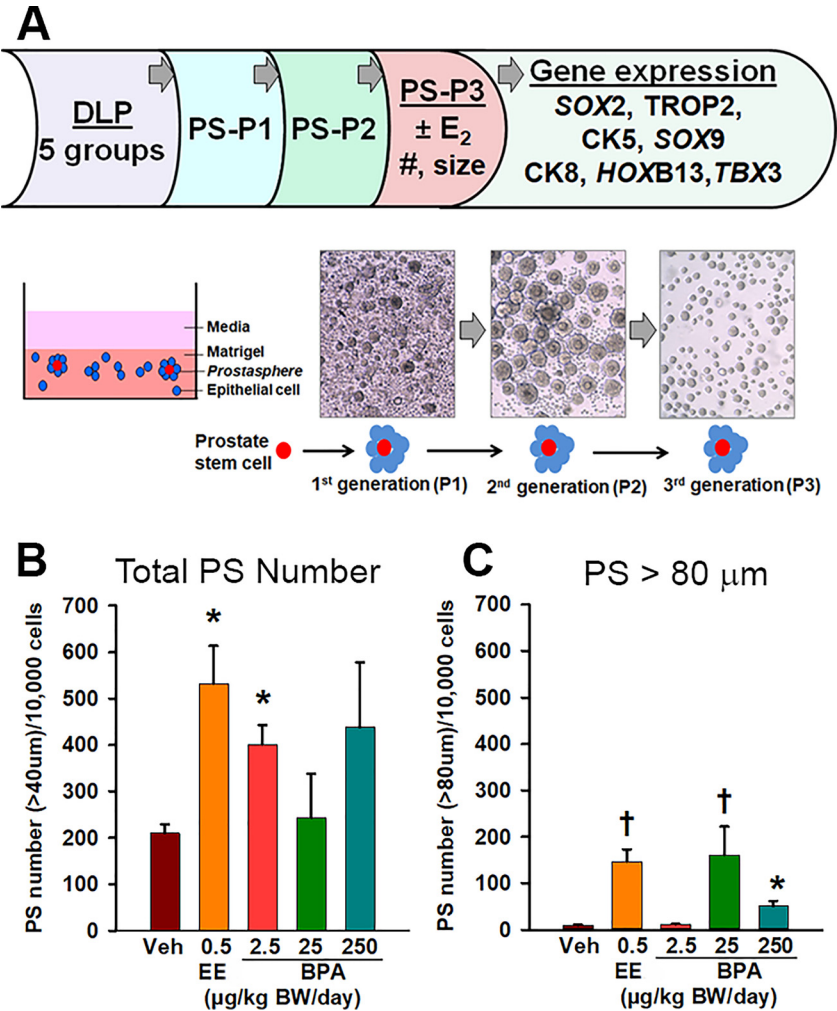 A
DLP
5 groups
PS-P1
PS-P2
PS-P3
± E2
#, size
Gene expression
SOX2, TROP2,
CK5, SOX9
CK8, HOXB13,TBX3
Media
Matrigel
Prostasphere
Epithelial cell
Prostate
stem cell
1st generation (P1)
2nd generation (P2)
3rd generation (P3)
B
Total PS Number
PS number (>40um)/10,000 cells
700
600
500
400
300
200
100
0
*
*
Veh
0.5
2.5
25
250
EE
BPA
(µg/kg BW/day)
C
PS > 80 µm
PS number (>80um)/10,000 cells
700
600
500
400
300
200
100
0
†
†
*
Veh
0.5
2.5
25
250
EE
BPA
(µg/kg BW/day)